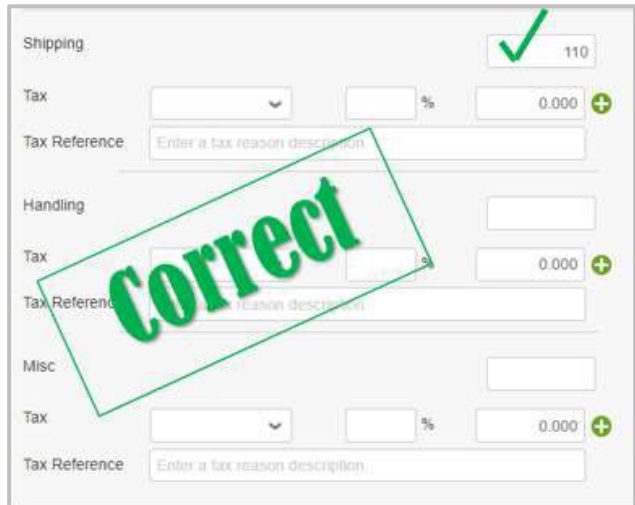 Shipping
110
Tax % 0.000
Tax Reference Enter a tax reason description
Handling
Correct
Tax % 0.000
Tax Reference tax reason description
Misc
Tax % 0.000
Tax Reference Enter a tax reason description